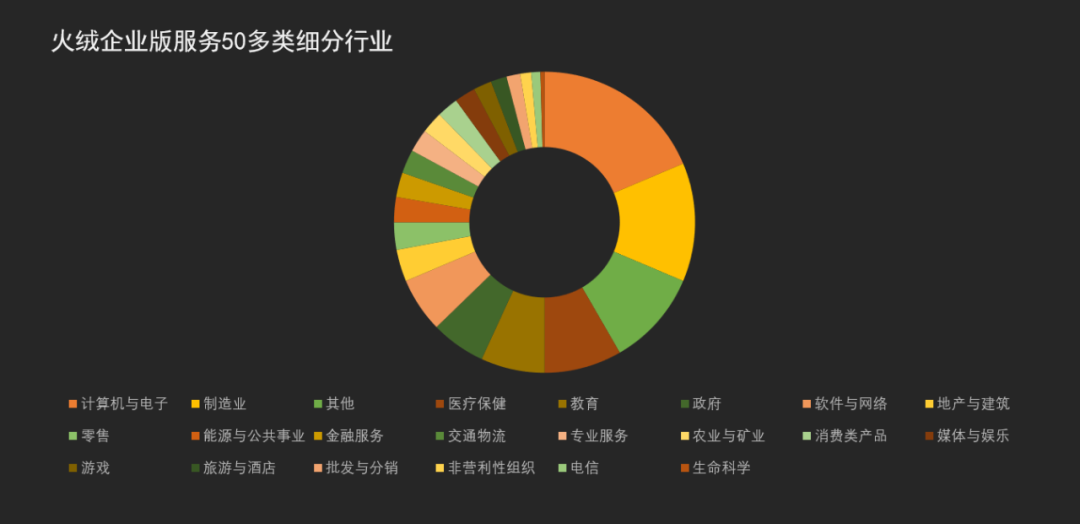 火绒企业版服务50多类细分行业
计算机与电子 制造业 其他 医疗保健 教育 政府 软件与网络 地产与建筑
零售 能源与公共事业 金融服务 交通物流 专业服务 农业与矿业 消费类产品 媒体与娱乐
游戏 旅游与酒店 批发与分销 非营利性组织 电信 生命科学